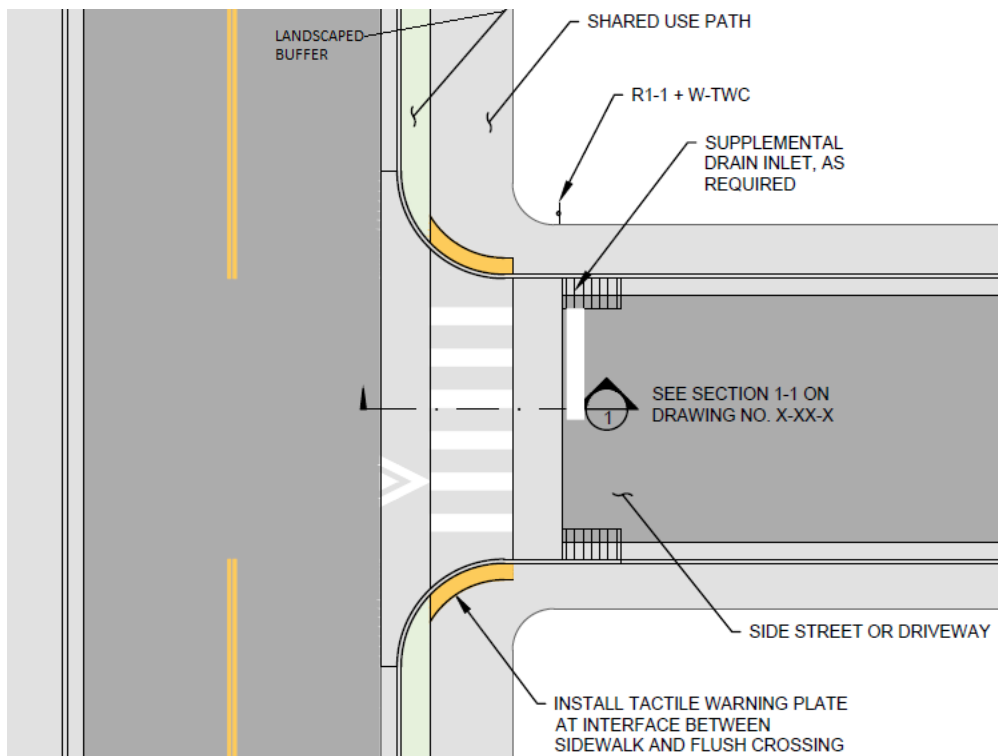 LANDSCAPED
BUFFER
SHARED USE PATH
R1-1 + W-TWC
SUPPLEMENTAL
DRAIN INLET, AS
REQUIRED
SEE SECTION 1-1 ON
DRAWING NO. X-XX-X
1
SIDE STREET OR DRIVEWAY
INSTALL TACTILE WARNING PLATE
AT INTERFACE BETWEEN
SIDEWALK AND FLUSH CROSSING